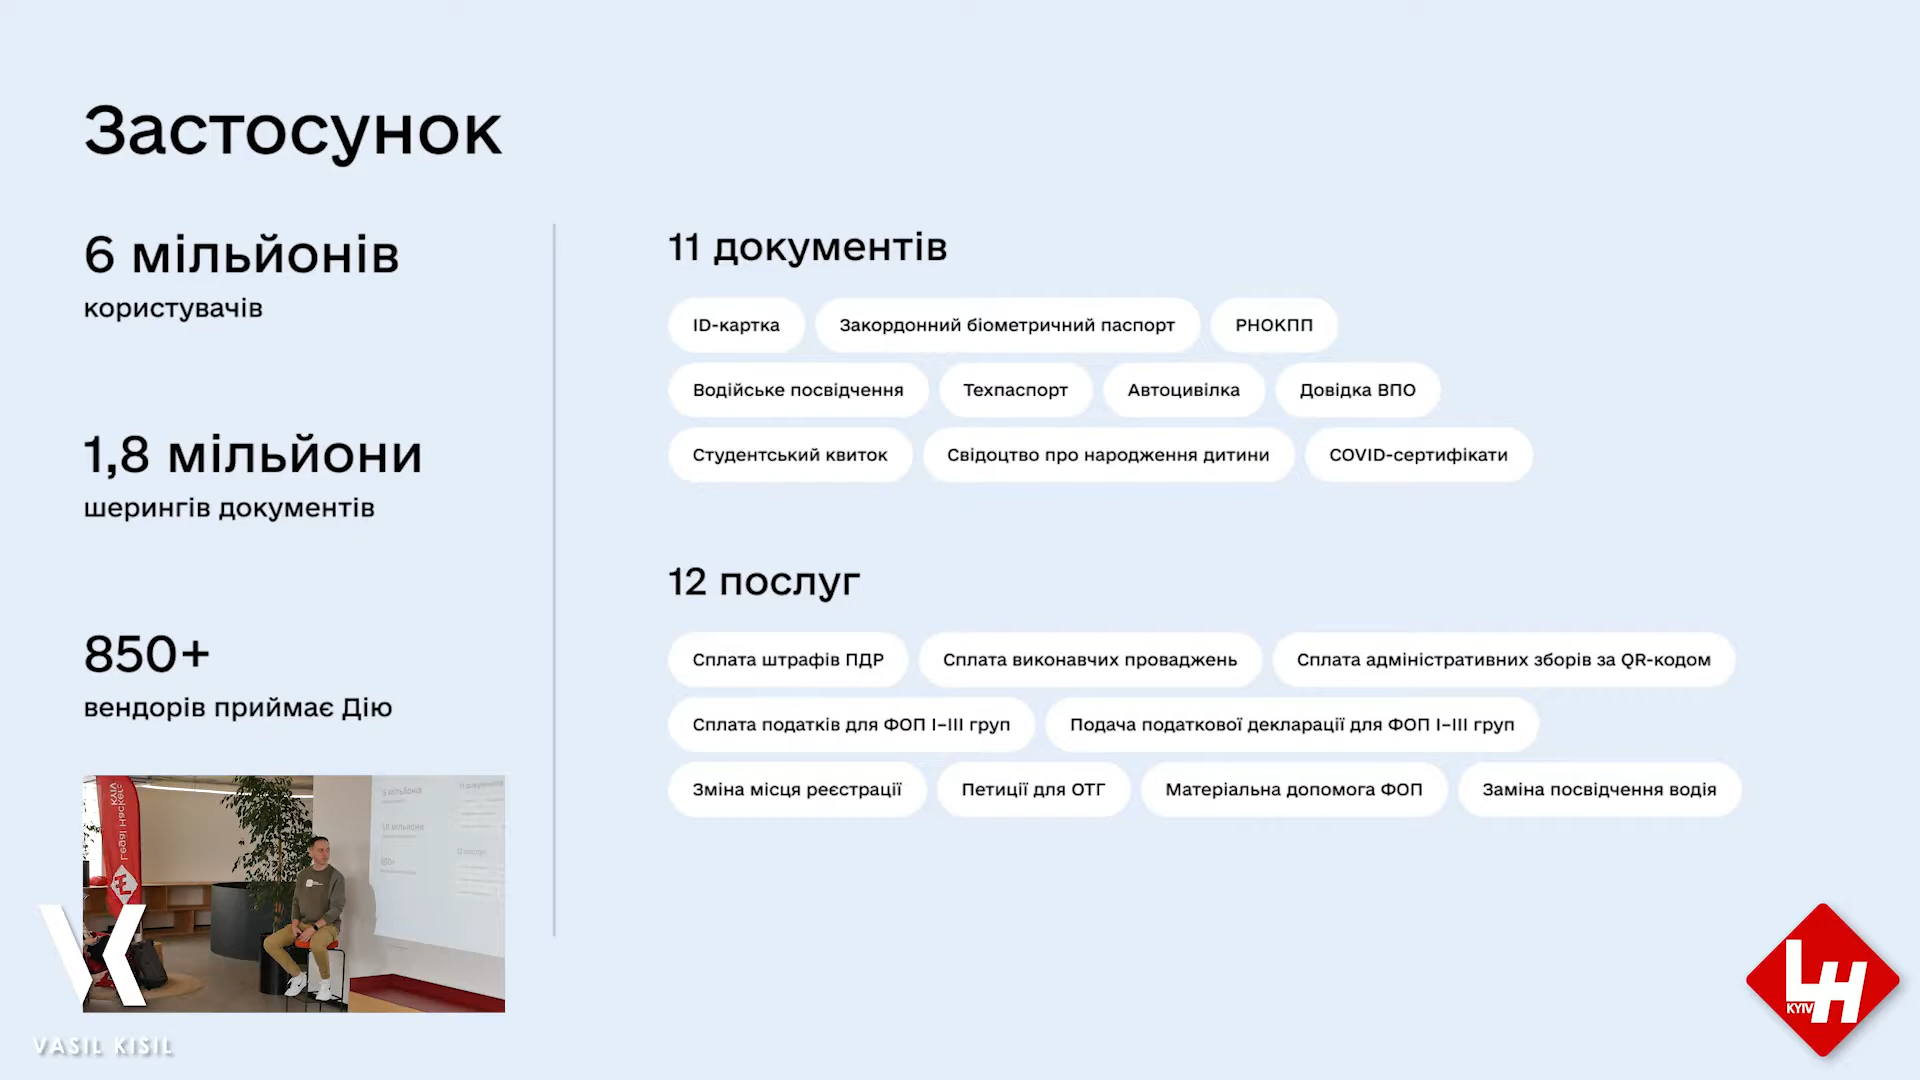 Застосунок
6 мільйонів
користувачів
1,8 мільйони
шерингів документів
850+
вендорів приймає Дію
11 документів
ID-картка
Закордонний біометричний паспорт
РНОКПП
Водійське посвідчення
Техпаспорт
Автоцивілка
Довідка ВПО
Студентський квиток
Свідоцтво про народження дитини
COVID-сертифікати
12 послуг
Сплата штрафів ПДР
Сплата виконавчих проваджень
Сплата адміністративних зборів за QR-кодом
Сплата податків для ФОП I–III груп
Подача податкової декларації для ФОП I–III груп
Зміна місця реєстрації
Петиції для ОТГ
Матеріальна допомога ФОП
Заміна посвідчення водія
VK
VASIL KISIL
LH
KYIV